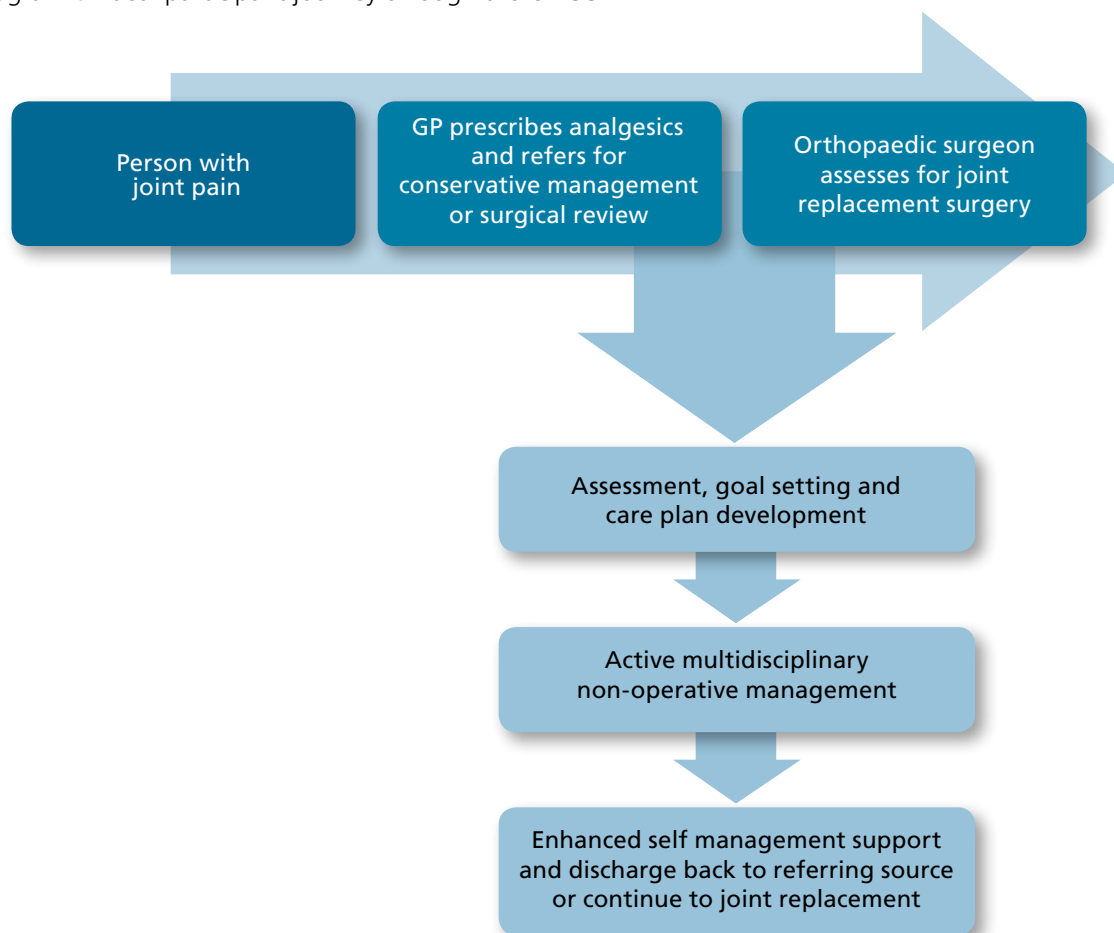 Person with
joint pain
GP prescribes analgesics
and refers for
conservative management
or surgical review
Orthopaedic surgeon
assesses for joint
replacement surgery
Assessment, goal setting and
care plan development
Active multidisciplinary
non-operative management
Enhanced self management support
and discharge back to referring source
or continue to joint replacement